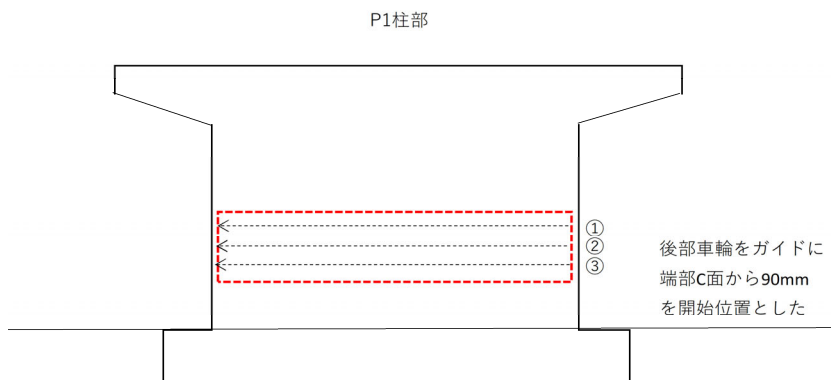 P1柱部
①
②
③
後部車輪をガイドに
端部C面から90mm
を開始位置とした